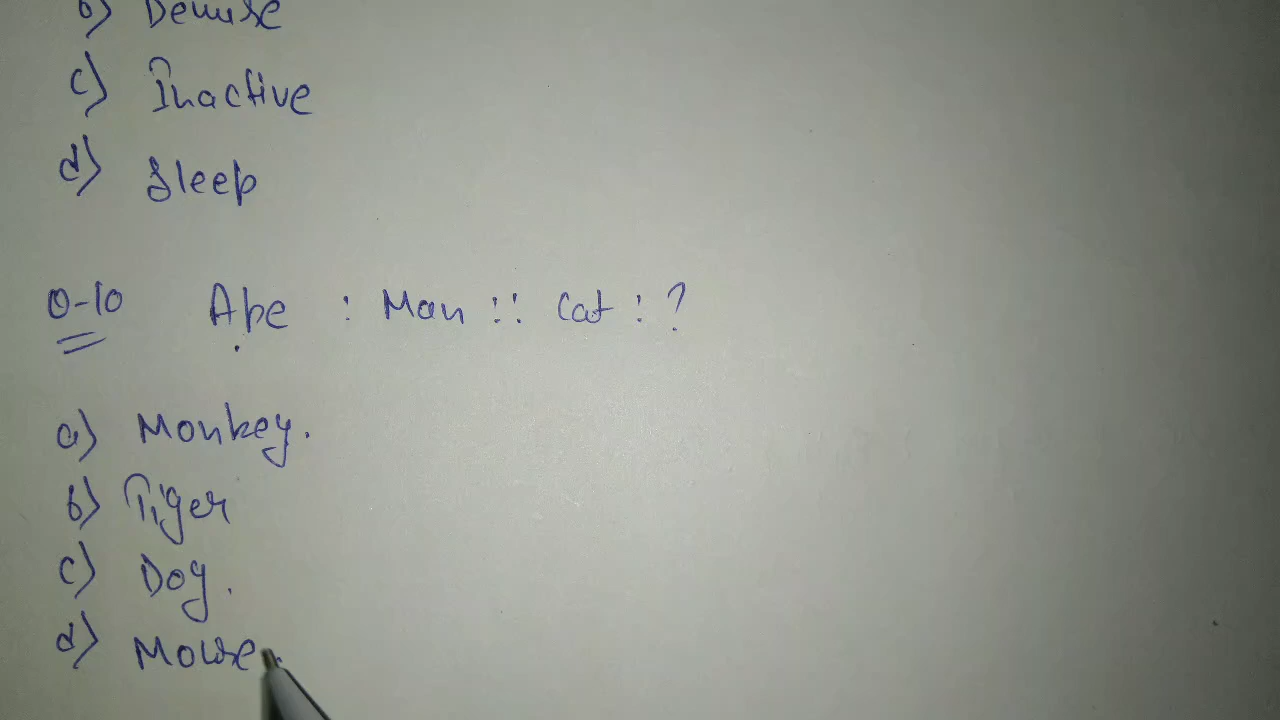 b) Demise
c) Inactive
d) Sleep
Q-10 Ape : Man :: Cat : ?
a) Monkey.
b) Tiger
c) Dog.
d) Mouse.